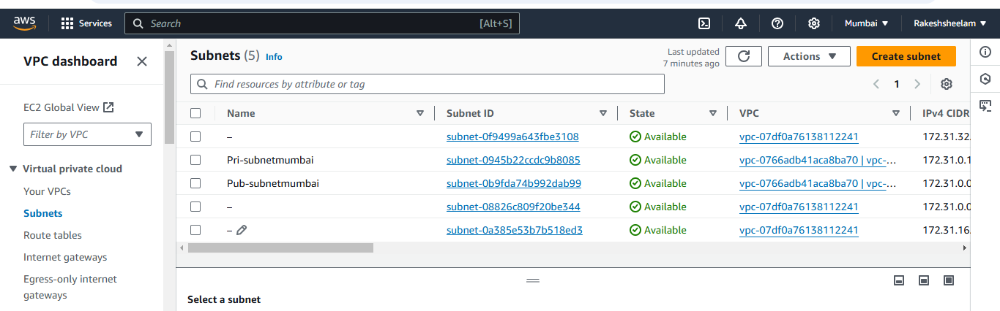 aws Services Search [Alt+S] Mumbai Rakeshsheelam
VPC dashboard
EC2 Global View
Filter by VPC
Virtual private cloud
Your VPCs
Subnets
Route tables
Internet gateways
Egress-only internet
gateways
Subnets (5) Info
Last updated
7 minutes ago
Actions
Create subnet
Find resources by attribute or tag
1
Name Subnet ID State VPC IPv4 CIDR
– subnet-0f9499a643fbe3108 Available vpc-07df0a76138112241 172.31.32.
Pri-subnetmumbai subnet-0945b22ccdc9b8085 Available vpc-0766adb41aca8ba70 | vpc-… 172.31.0.1
Pub-subnetmumbai subnet-0b9fda74b992dab99 Available vpc-0766adb41aca8ba70 | vpc-… 172.31.0.0
– subnet-08826c809f20be344 Available vpc-07df0a76138112241 172.31.0.0
– subnet-0a385e53b7b518ed3 Available vpc-07df0a76138112241 172.31.16.
Select a subnet